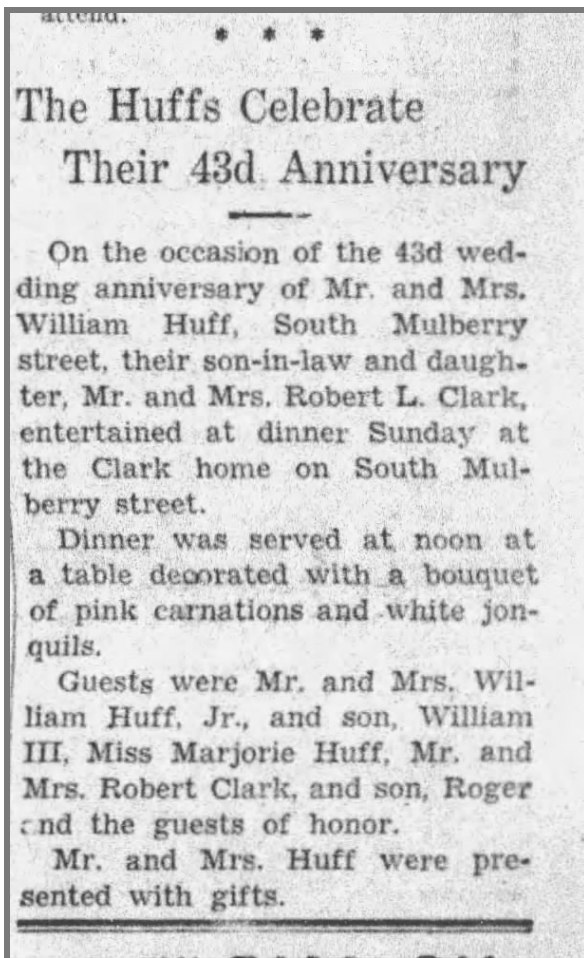 attend.
* * *
The Huffs Celebrate
Their 43d Anniversary
On the occasion of the 43d wed-
ding anniversary of Mr. and Mrs.
William Huff, South Mulberry
street, their son-in-law and daugh-
ter, Mr. and Mrs. Robert L. Clark,
entertained at dinner Sunday at
the Clark home on South Mul-
berry street.
Dinner was served at noon at
a table decorated with a bouquet
of pink carnations and white jon-
quils.
Guests were Mr. and Mrs. Wil-
liam Huff, Jr., and son, William
III, Miss Marjorie Huff, Mr. and
Mrs. Robert Clark, and son, Roger
and the guests of honor.
Mr. and Mrs. Huff were pre-
sented with gifts.